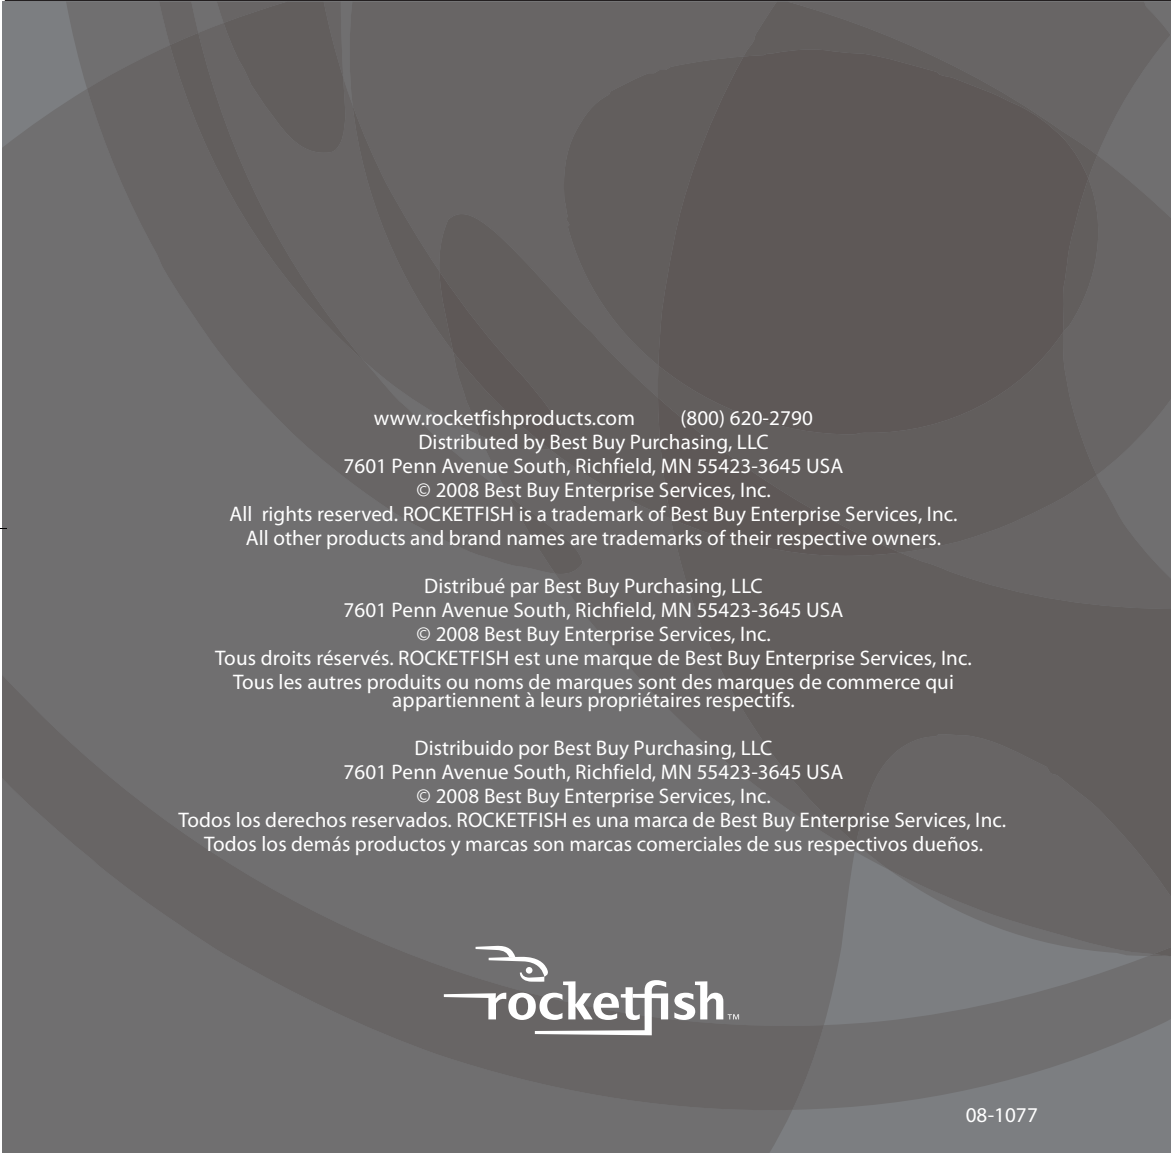 www.rocketfishproducts.com (800) 620-2790
Distributed by Best Buy Purchasing, LLC
7601 Penn Avenue South, Richfield, MN 55423-3645 USA
© 2008 Best Buy Enterprise Services, Inc.
All rights reserved. ROCKETFISH is a trademark of Best Buy Enterprise Services, Inc.
All other products and brand names are trademarks of their respective owners.
Distribué par Best Buy Purchasing, LLC
7601 Penn Avenue South, Richfield, MN 55423-3645 USA
© 2008 Best Buy Enterprise Services, Inc.
Tous droits réservés. ROCKETFISH est une marque de Best Buy Enterprise Services, Inc.
Tous les autres produits ou noms de marques sont des marques de commerce qui
appartiennent à leurs propriétaires respectifs.
Distribuido por Best Buy Purchasing, LLC
7601 Penn Avenue South, Richfield, MN 55423-3645 USA
© 2008 Best Buy Enterprise Services, Inc.
Todos los derechos reservados. ROCKETFISH es una marca de Best Buy Enterprise Services, Inc.
Todos los demás productos y marcas son marcas comerciales de sus respectivos dueños.
rocketfish™
08-1077